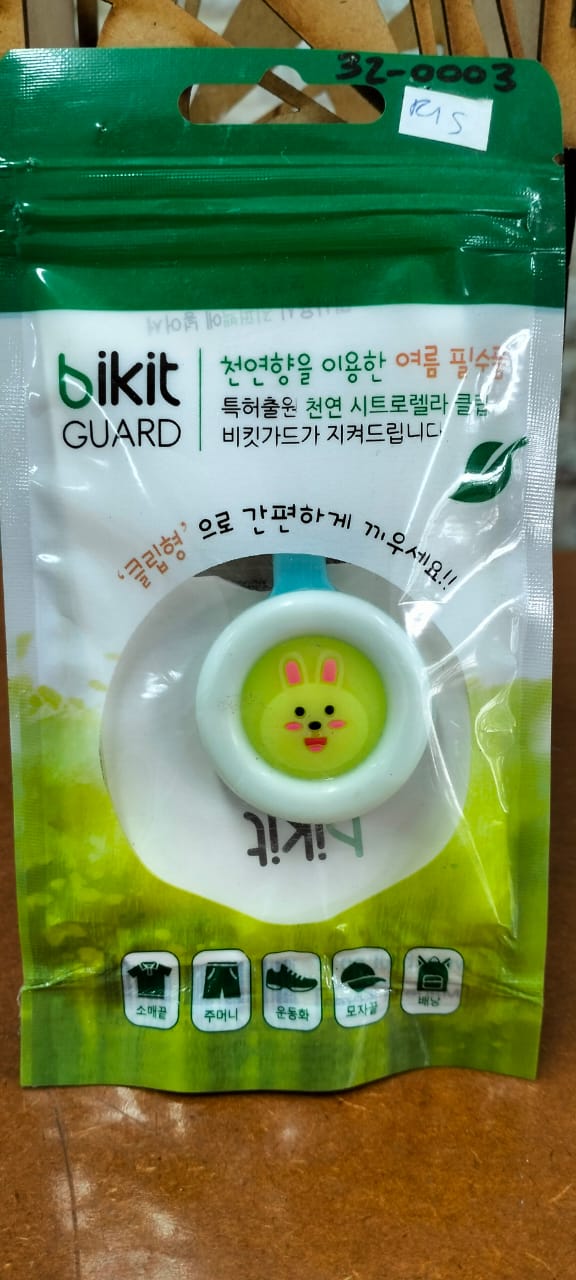 32-0003
R15
bikit
GUARD
천연향을 이용한 여름 필수품
특허출원 천연 시트로렐라 클립
비킷가드가 지켜드립니다
'클립형' 으로 간편하게 끼우세요!!
bikit
소매끝
주머니
운동화
모자끝
배낭